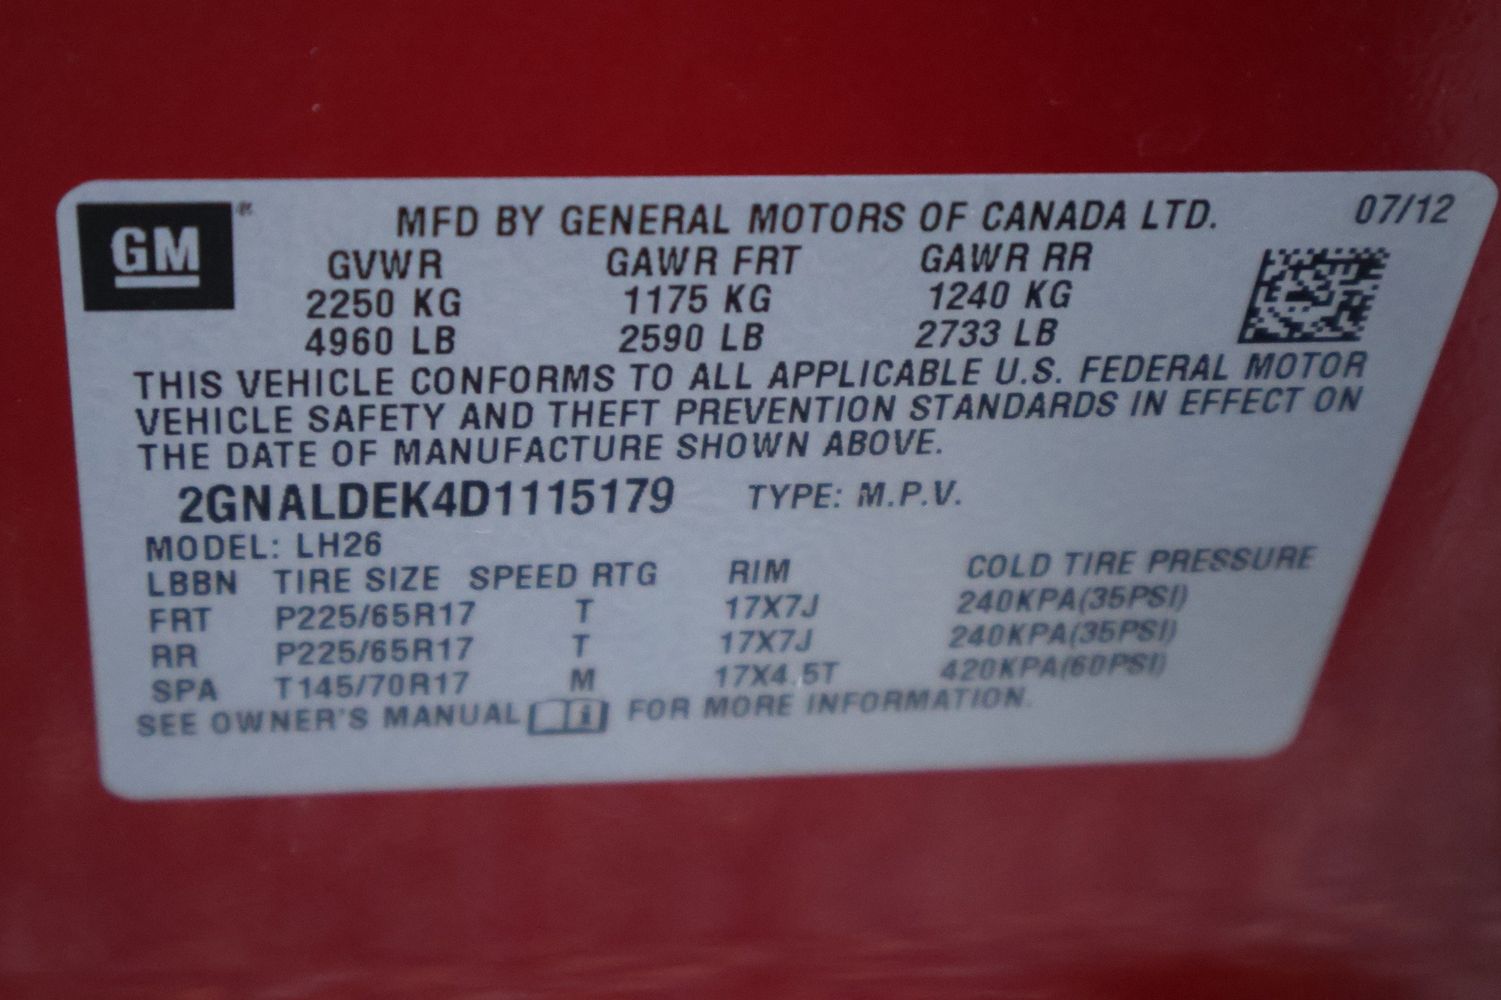 GM® MFD BY GENERAL MOTORS OF CANADA LTD. 07/12
GVWR GAWR FRT GAWR RR
2250 KG 1175 KG 1240 KG
4960 LB 2590 LB 2733 LB
THIS VEHICLE CONFORMS TO ALL APPLICABLE U.S. FEDERAL MOTOR
VEHICLE SAFETY AND THEFT PREVENTION STANDARDS IN EFFECT ON
THE DATE OF MANUFACTURE SHOWN ABOVE.
2GNALDEK4D1115179 TYPE: M.P.V.
MODEL: LH26
LBBN TIRE SIZE SPEED RTG RIM COLD TIRE PRESSURE
FRT P225/65R17 T 17X7J 240KPA(35PSI)
RR P225/65R17 T 17X7J 240KPA(35PSI)
SPA T145/70R17 M 17X4.5T 420KPA(60PSI)
SEE OWNER'S MANUAL i FOR MORE INFORMATION.